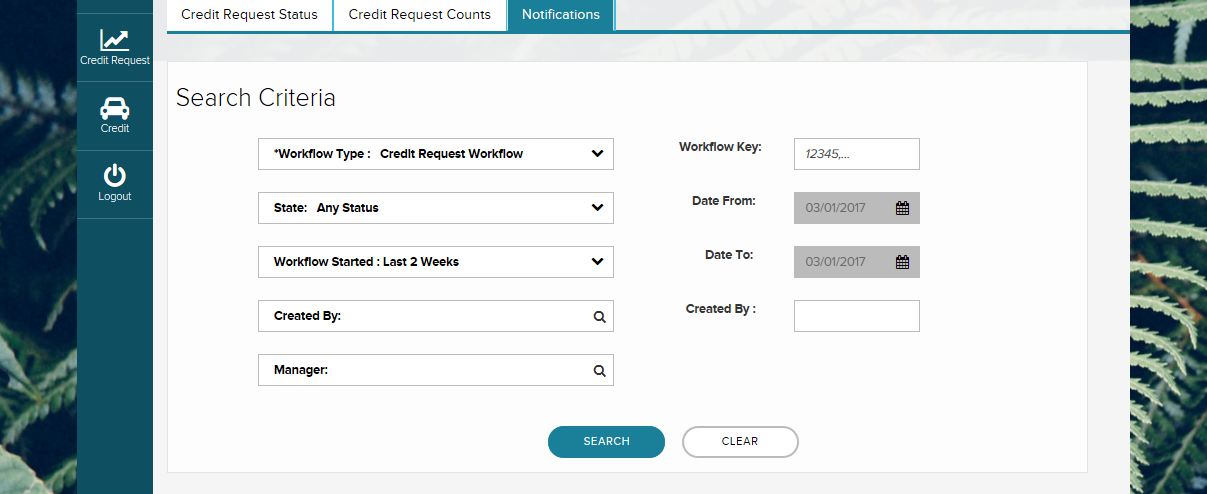 Credit Request Status
Credit Request Counts
Notifications
Credit Request
Credit
Logout
Search Criteria
*Workflow Type : Credit Request Workflow
Workflow Key:
12345,...
State: Any Status
Date From:
03/01/2017
Workflow Started : Last 2 Weeks
Date To:
03/01/2017
Created By:
Created By :
Manager:
SEARCH
CLEAR